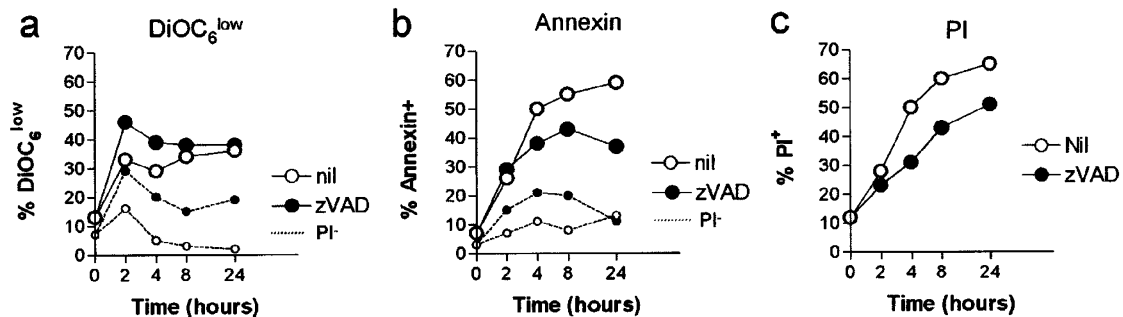 a DiOC₆ˡᵒʷ
% DiOC₆ˡᵒʷ
70
60
50
40
30
20
10
0
0 2 4 8 24
Time (hours)
nil
zVAD
PI⁻
b Annexin
% Annexin+
70
60
50
40
30
20
10
0
0 2 4 8 24
Time (hours)
nil
zVAD
PI⁻
c PI
% PI⁺
70
60
50
40
30
20
10
0
0 2 4 8 24
Time (hours)
Nil
zVAD